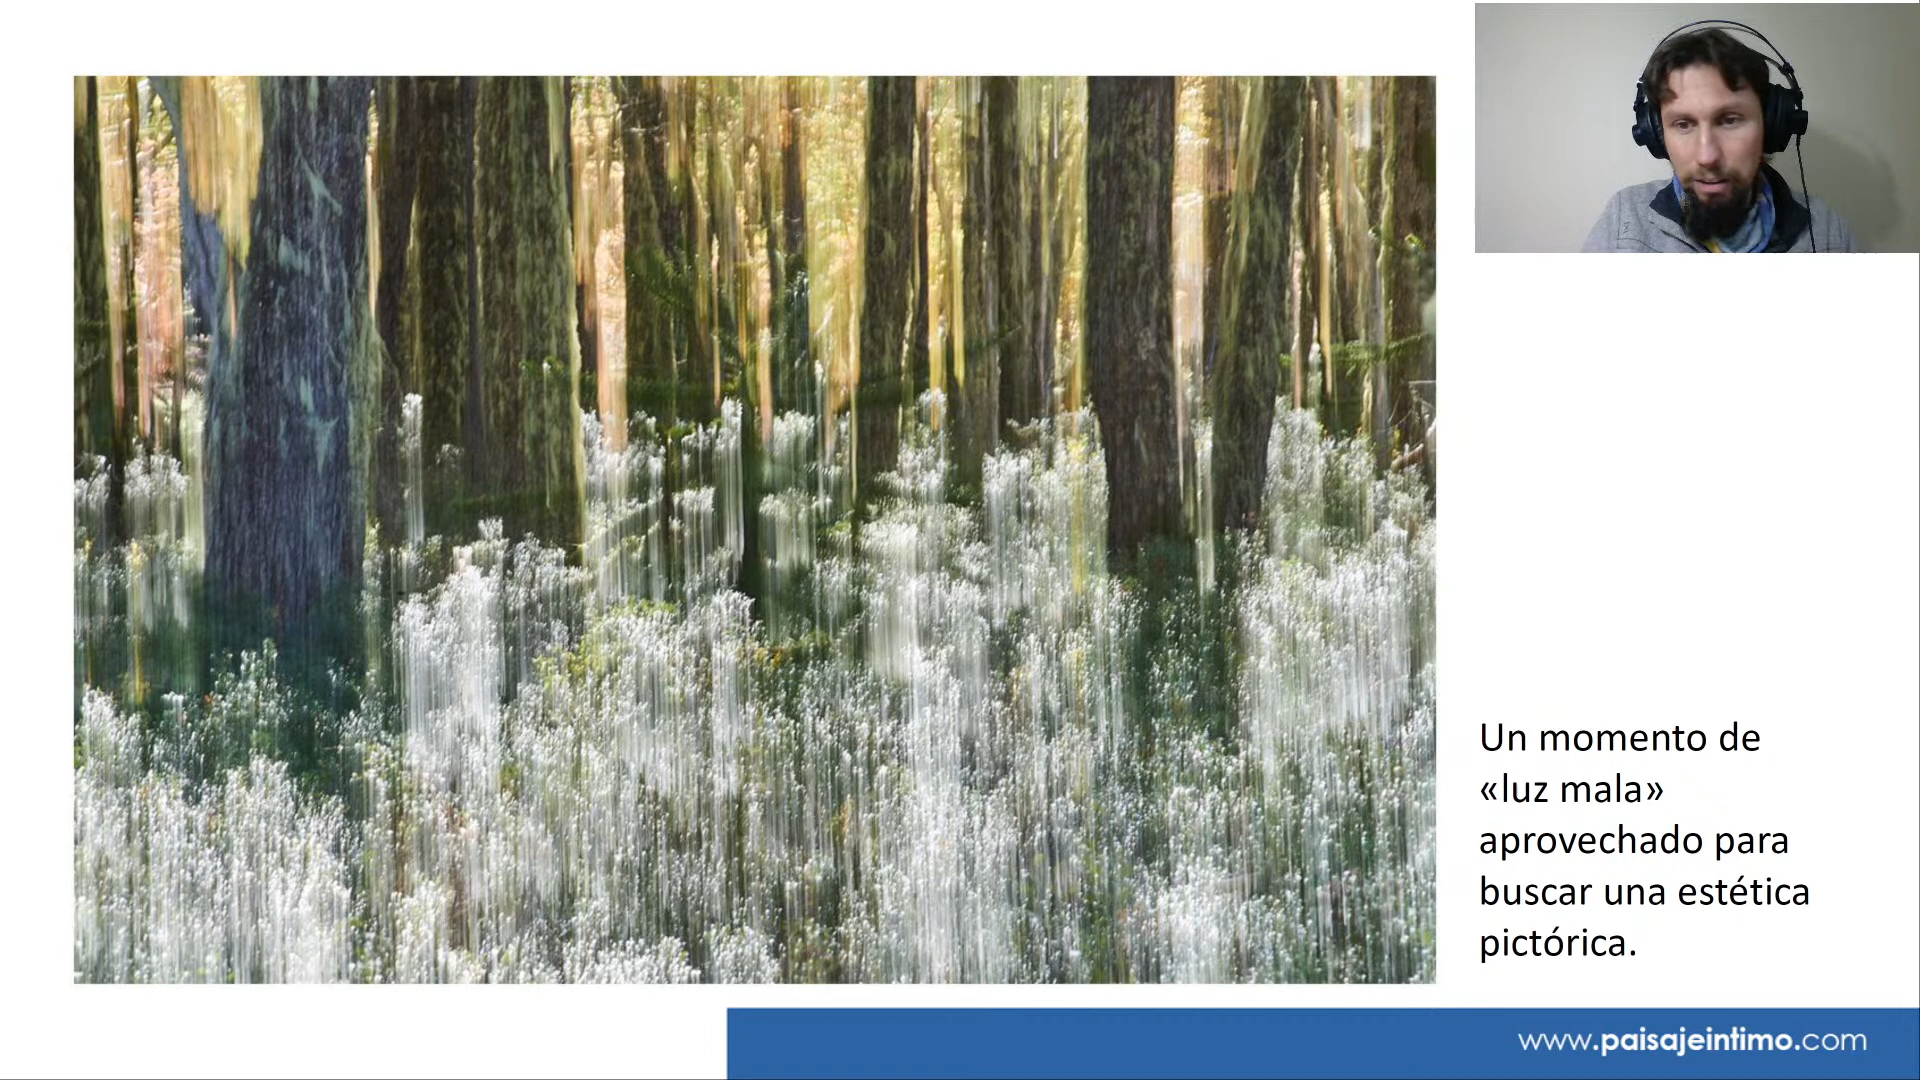 Un momento de
«luz mala»
aprovechado para
buscar una estética
pictórica.
www.paisajeintimo.com